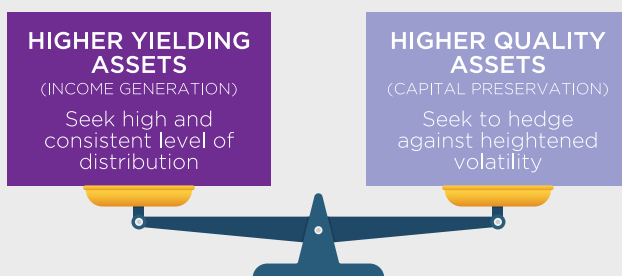 HIGHER YIELDING
ASSETS
(INCOME GENERATION)
Seek high and
consistent level of
distribution
HIGHER QUALITY
ASSETS
(CAPITAL PRESERVATION)
Seek to hedge
against heightened
volatility